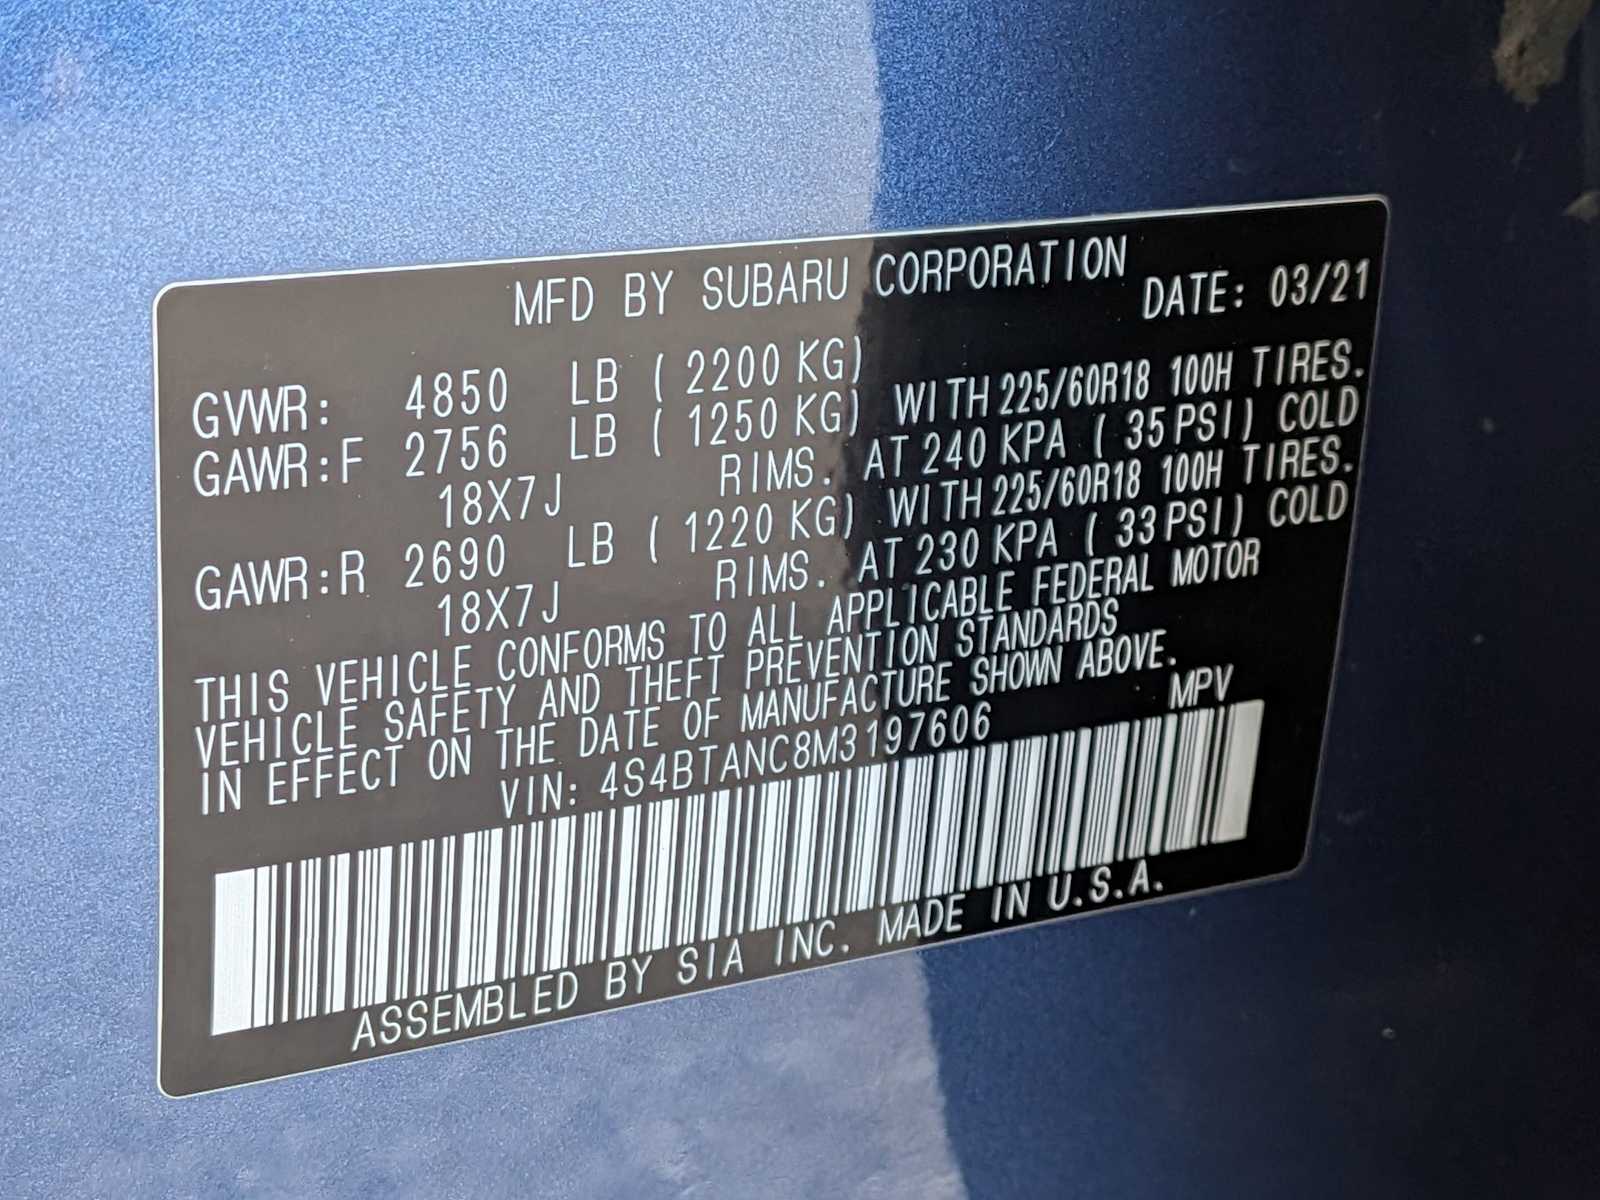 MFD BY SUBARU CORPORATION
DATE: 03/21
GVWR: 4850 LB ( 2200 KG)
GAWR:F 2756 LB ( 1250 KG) WITH 225/60R18 100H TIRES.
18X7J RIMS. AT 240 KPA ( 35 PSI) COLD
GAWR:R 2690 LB ( 1220 KG) WITH 225/60R18 100H TIRES.
18X7J RIMS. AT 230 KPA ( 33 PSI) COLD
THIS VEHICLE CONFORMS TO ALL APPLICABLE FEDERAL MOTOR
VEHICLE SAFETY AND THEFT PREVENTION STANDARDS
IN EFFECT ON THE DATE OF MANUFACTURE SHOWN ABOVE.
VIN: 4S4BTANC8M3197606 MPV
ASSEMBLED BY SIA INC. MADE IN U.S.A.